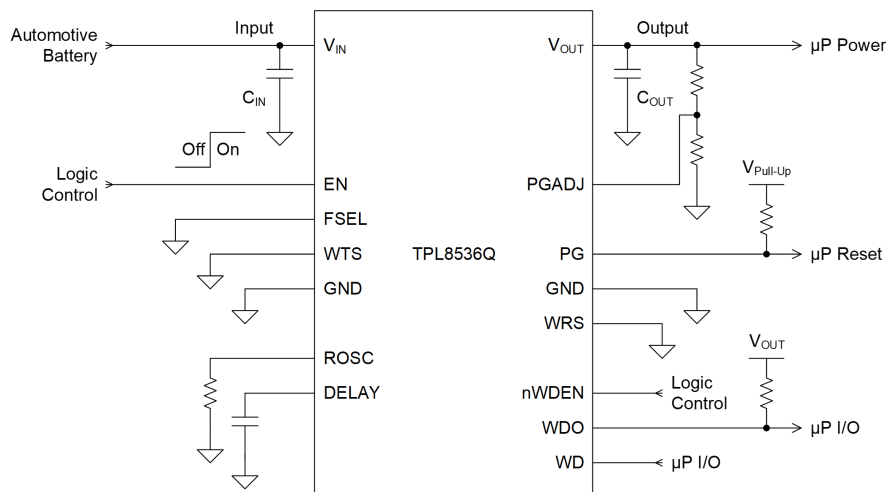 Automotive
Battery
Input
V_IN
C_IN
Off
On
Logic
Control
EN
FSEL
WTS
GND
ROSC
DELAY
TPL8536Q
V_OUT
Output
µP Power
C_OUT
PGADJ
V_Pull-Up
PG
µP Reset
GND
WRS
V_OUT
nWDEN
Logic
Control
WDO
µP I/O
WD
µP I/O